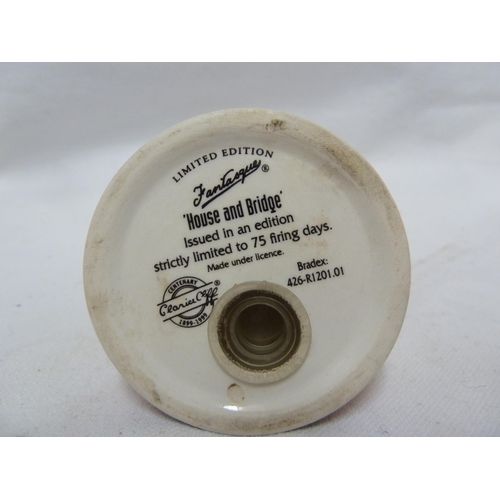 LIMITED EDITION
Fantasque®
'House and Bridge'
Issued in an edition
strictly limited to 75 firing days.
Made under licence.
Bradex:
426-R1201.01
CENTENARY
Clarice Cliff®
1899-1999